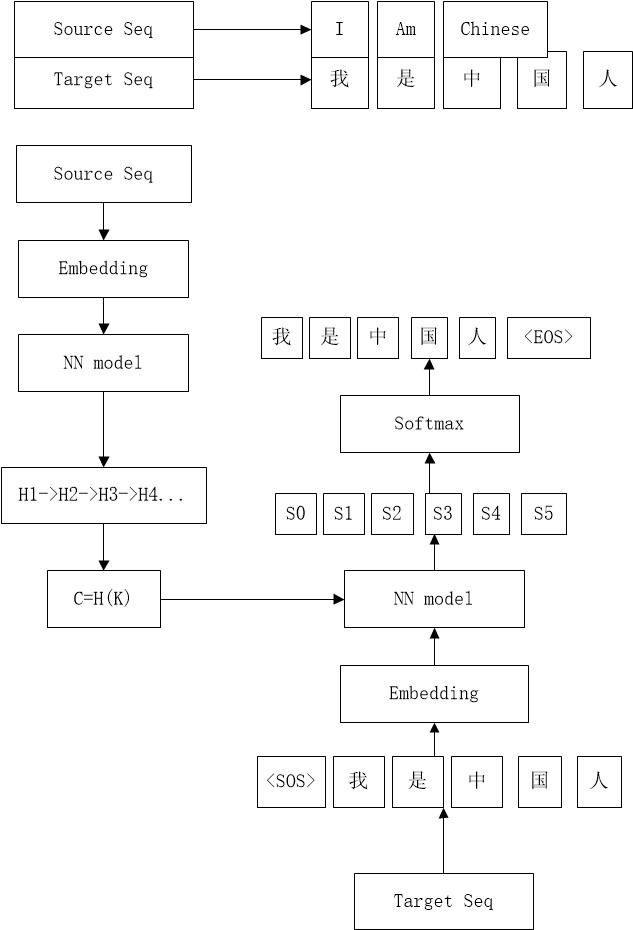 Source Seq I Am Chinese
Target Seq 我 是 中 国 人
Source Seq
Embedding
NN model
H1->H2->H3->H4...
C=H(K)
我 是 中 国 人 <EOS>
Softmax
S0 S1 S2 S3 S4 S5
NN model
Embedding
<SOS> 我 是 中 国 人
Target Seq